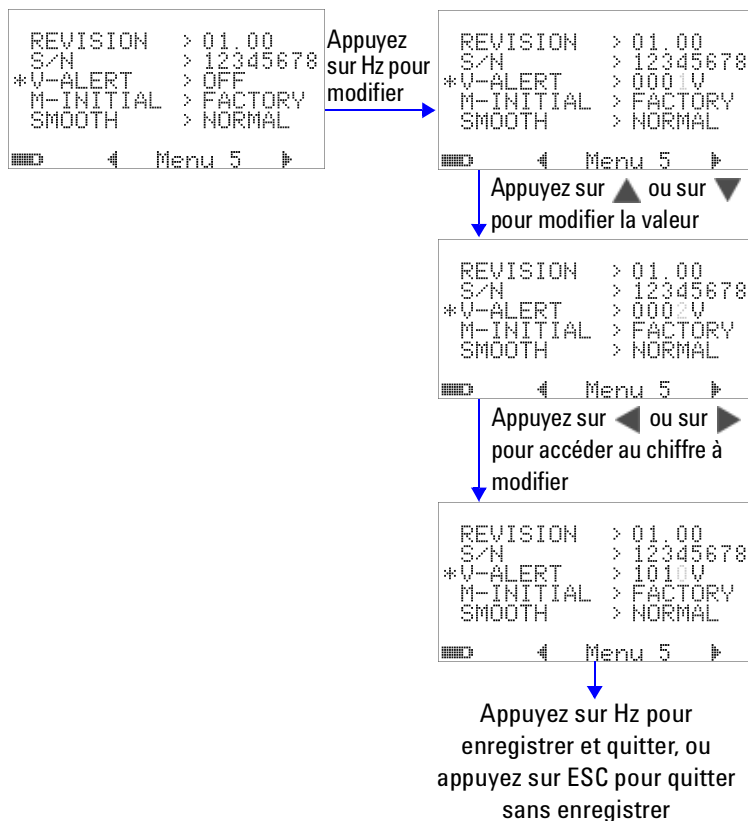 REVISION > 01.00
S/N > 12345678
*V-ALERT > OFF
M-INITIAL > FACTORY
SMOOTH > NORMAL
Menu 5
Appuyez
sur Hz pour
modifier
REVISION > 01.00
S/N > 12345678
*V-ALERT > 0001V
M-INITIAL > FACTORY
SMOOTH > NORMAL
Menu 5
Appuyez sur ▲ ou sur ▼
pour modifier la valeur
REVISION > 01.00
S/N > 12345678
*V-ALERT > 0002V
M-INITIAL > FACTORY
SMOOTH > NORMAL
Menu 5
Appuyez sur ◀ ou sur ▶
pour accéder au chiffre à
modifier
REVISION > 01.00
S/N > 12345678
*V-ALERT > 1010V
M-INITIAL > FACTORY
SMOOTH > NORMAL
Menu 5
Appuyez sur Hz pour
enregistrer et quitter, ou
appuyez sur ESC pour quitter
sans enregistrer